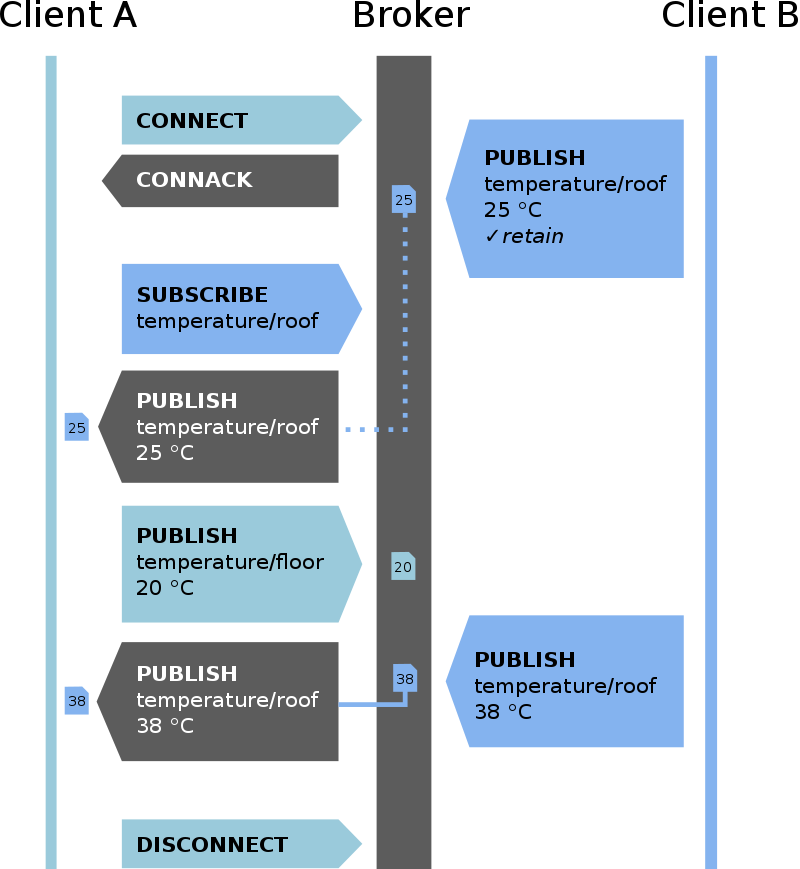 Client A
Broker
Client B
CONNECT
CONNACK
PUBLISH
temperature/roof
25 °C
✓retain
25
SUBSCRIBE
temperature/roof
PUBLISH
temperature/roof
25 °C
25
PUBLISH
temperature/floor
20 °C
20
PUBLISH
temperature/roof
38 °C
38
38
PUBLISH
temperature/roof
38 °C
DISCONNECT